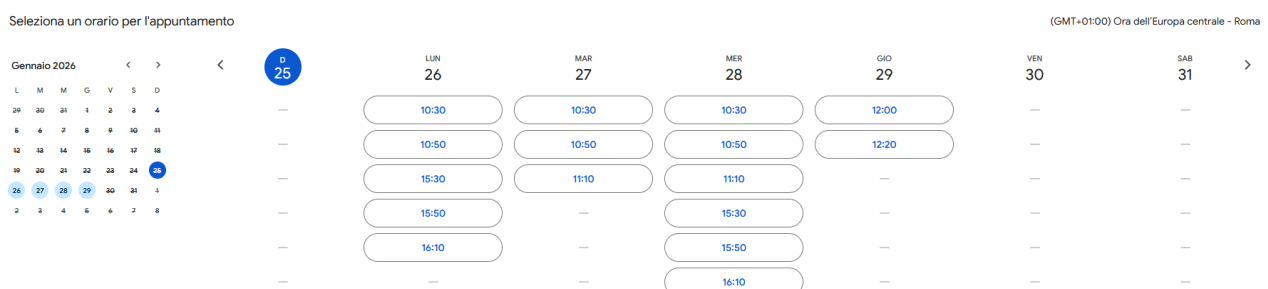 Seleziona un orario per l'appuntamento
(GMT+01:00) Ora dell'Europa centrale - Roma
Gennaio 2026
L M M G V S D
29 30 31 1 2 3 4
5 6 7 8 9 10 11
12 13 14 15 16 17 18
19 20 21 22 23 24 25
26 27 28 29 30 31 1
2 3 4 5 6 7 8
D LUN MAR MER GIO VEN SAB
25 26 27 28 29 30 31
— 10:30 10:30 10:30 12:00 — —
— 10:50 10:50 10:50 12:20 — —
— 15:30 11:10 11:10 — — —
— 15:50 — 15:30 — — —
— 16:10 — 15:50 — — —
— — — 16:10 — — —